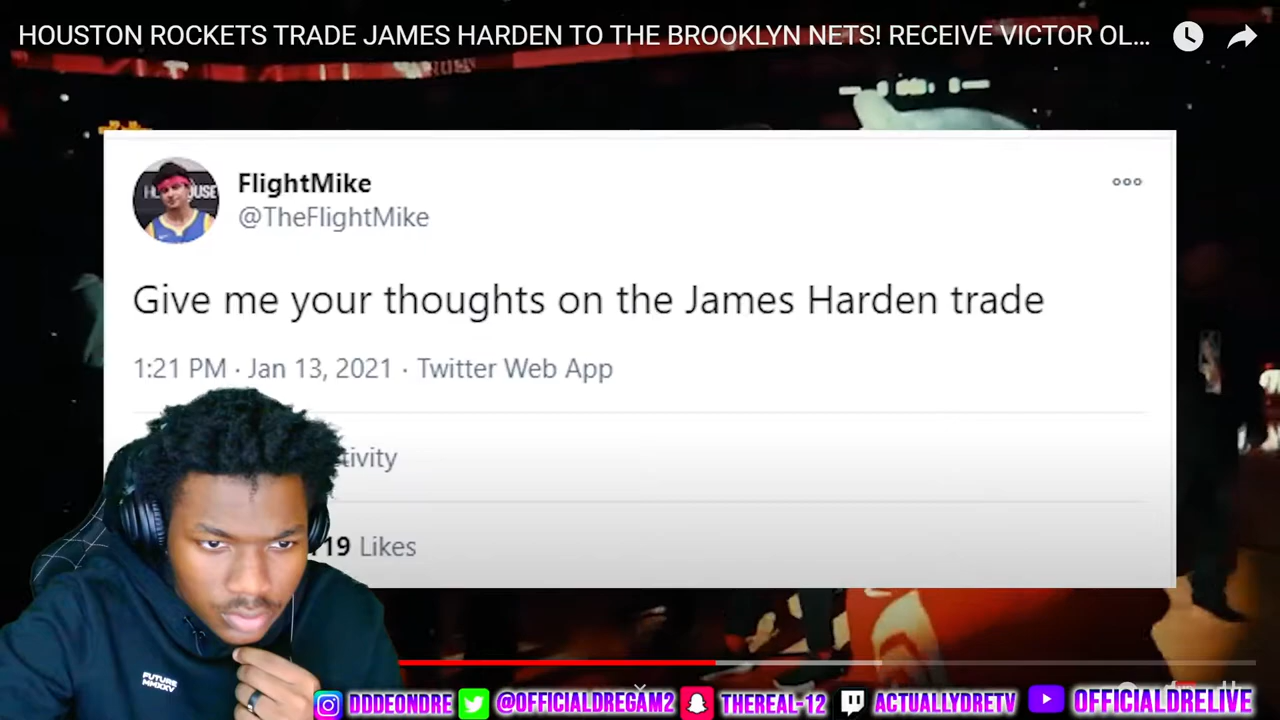 HOUSTON ROCKETS TRADE JAMES HARDEN TO THE BROOKLYN NETS! RECEIVE VICTOR OL...
FlightMike
@TheFlightMike
Give me your thoughts on the James Harden trade
1:21 PM · Jan 13, 2021 · Twitter Web App
tivity
19 Likes
FUTURE
MMXXV
DDDEONDRE @OFFICIALDREGAM2 THEREAL-12 ACTUALLYDRETV OFFICIALDRELIVE